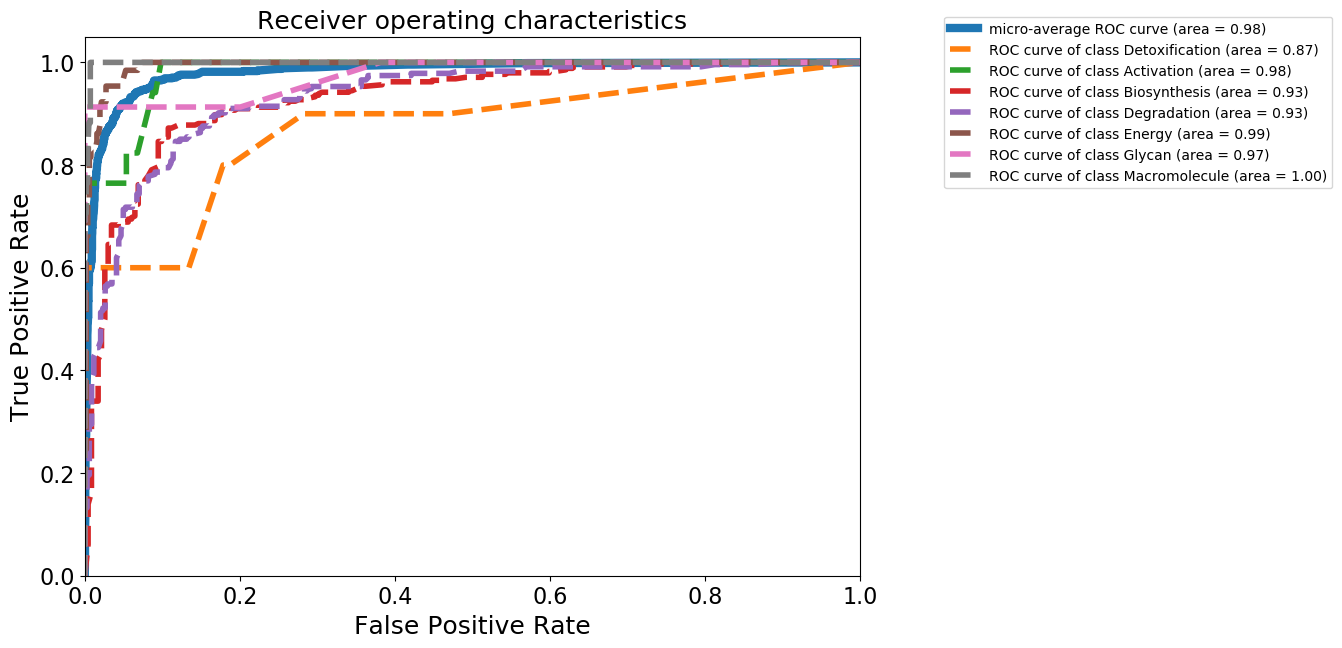 Receiver operating characteristics
micro-average ROC curve (area = 0.98)
ROC curve of class Detoxification (area = 0.87)
ROC curve of class Activation (area = 0.98)
ROC curve of class Biosynthesis (area = 0.93)
ROC curve of class Degradation (area = 0.93)
ROC curve of class Energy (area = 0.99)
ROC curve of class Glycan (area = 0.97)
ROC curve of class Macromolecule (area = 1.00)
True Positive Rate
1.0
0.8
0.6
0.4
0.2
0.0
0.0 0.2 0.4 0.6 0.8 1.0
False Positive Rate